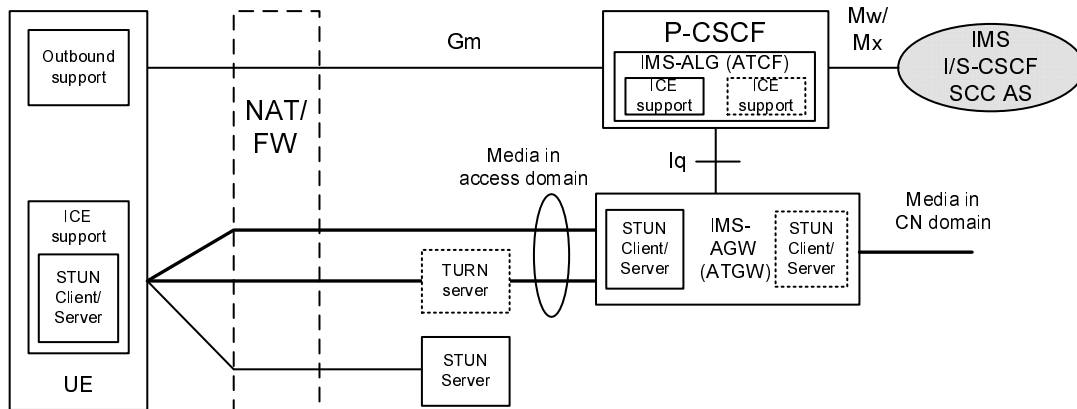 Outbound
support
NAT/
FW
Gm
P-CSCF
IMS-ALG (ATCF)
ICE
support
ICE
support
Mw/
Mx
IMS
I/S-CSCF
SCC AS
Iq
Media in
access domain
ICE
support
STUN
Client/
Server
UE
TURN
server
STUN
Server
STUN
Client/
Server
IMS-
AGW
(ATGW)
STUN
Client/
Server
Media in
CN domain